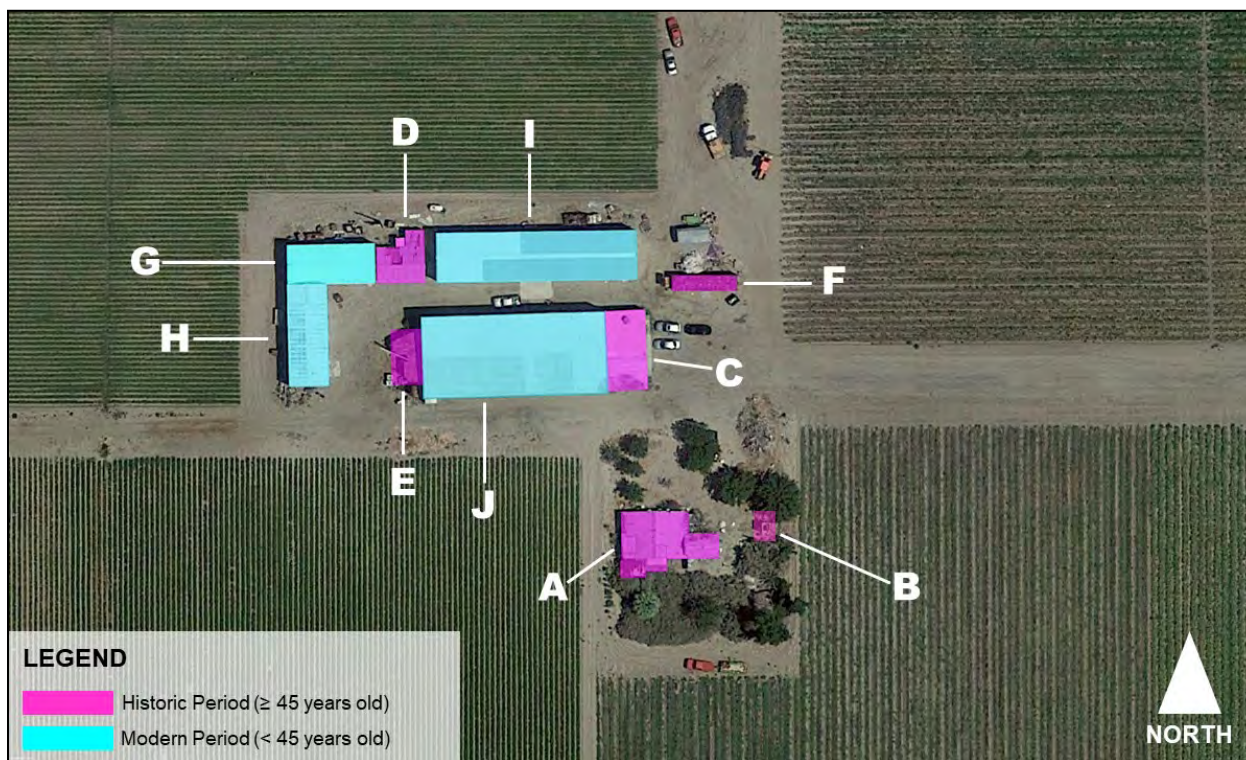 D
I
G
F
H
C
E
J
A
B
LEGEND
Historic Period (≥ 45 years old)
Modern Period (< 45 years old)
NORTH